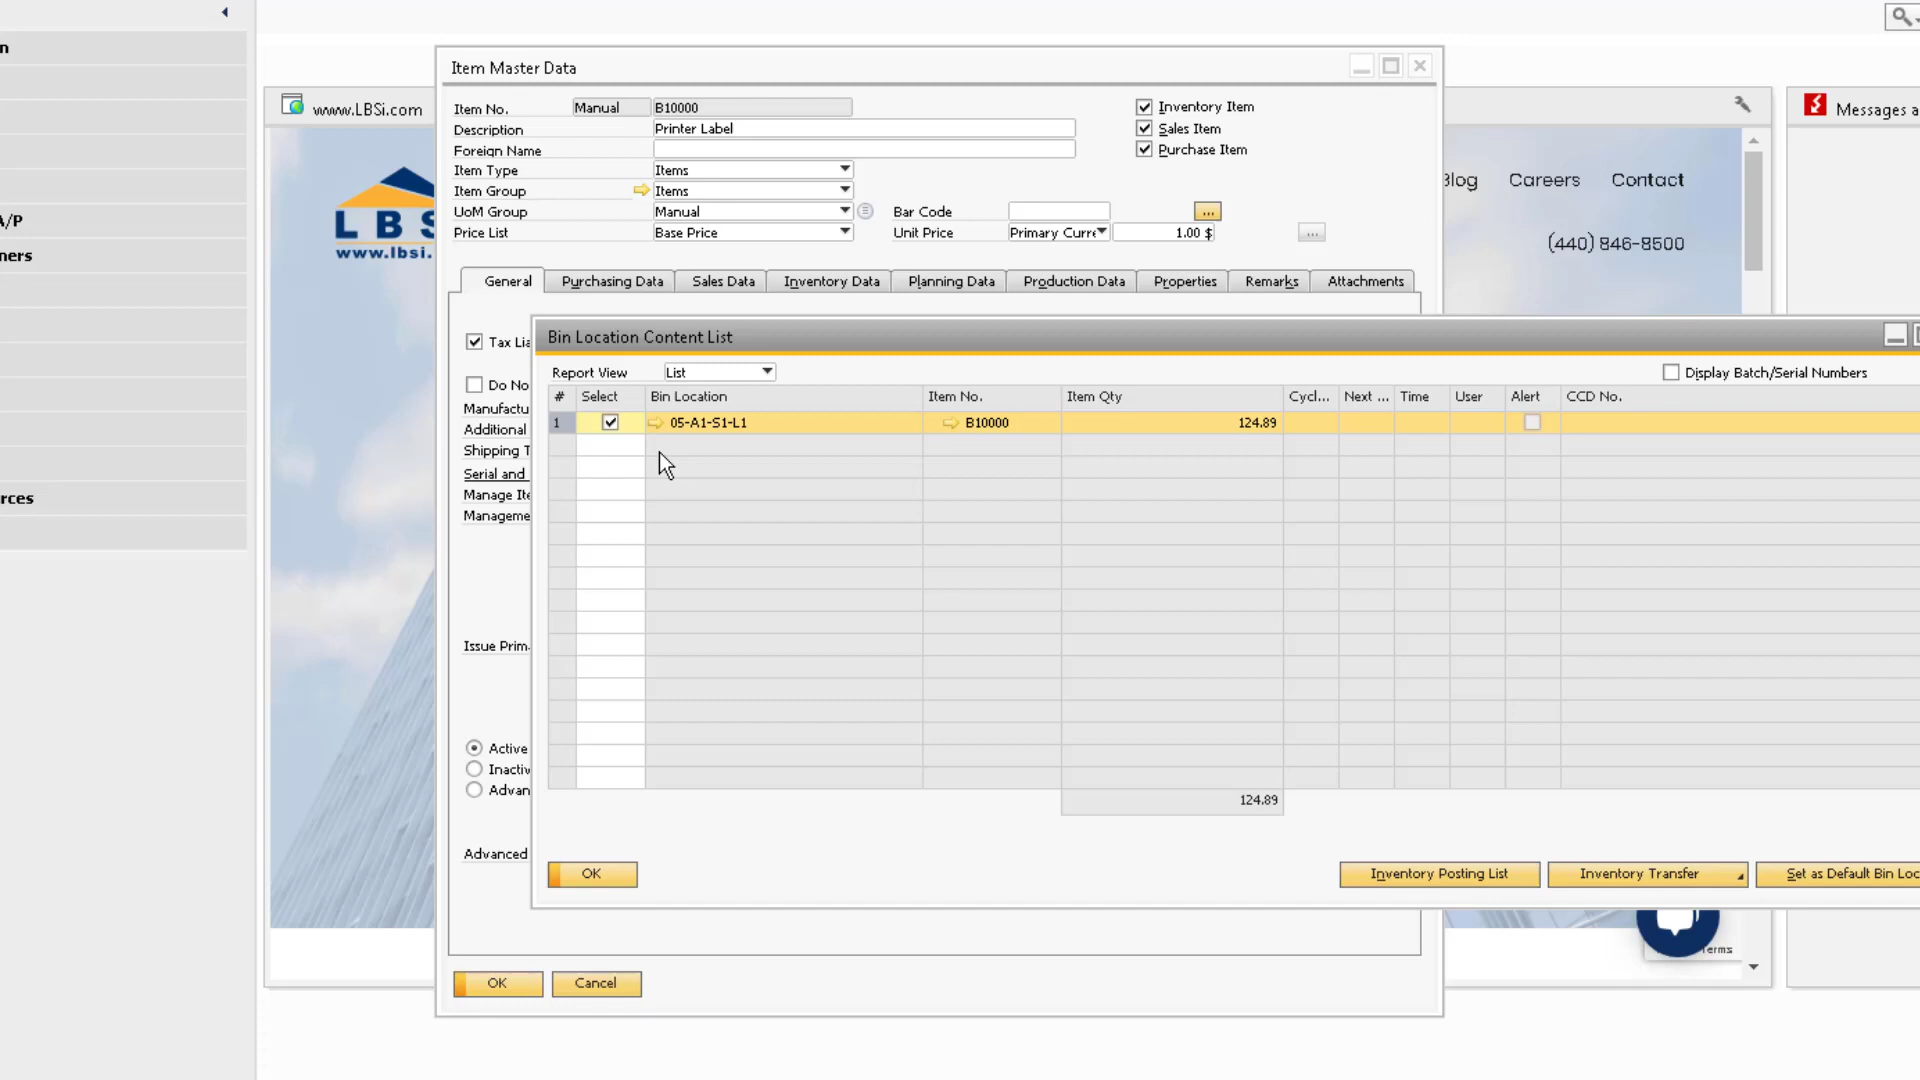 n
A/P
ners
rces
www.LBSi.com
L B S
www.lbsi.
Item Master Data
Item No. Manual B10000
Description Printer Label
Foreign Name
Item Type Items
Item Group Items
UoM Group Manual Bar Code ...
Price List Base Price Unit Price Primary Curre 1.00 $ ...
Inventory Item
Sales Item
Purchase Item
Messages a
Blog Careers Contact
(440) 846-8500
General Purchasing Data Sales Data Inventory Data Planning Data Production Data Properties Remarks Attachments
Tax Lia
Do No
Manufactu
Additional
Shipping T
Serial and
Manage Ite
Manageme
Issue Prim
Active
Inactiv
Advan
Advanced
Bin Location Content List
Report View List Display Batch/Serial Numbers
# Select Bin Location Item No. Item Qty Cycl... Next ... Time User Alert CCD No.
1 05-A1-S1-L1 B10000 124.89
124.89
OK Inventory Posting List Inventory Transfer Set as Default Bin Loc
Terms
OK Cancel